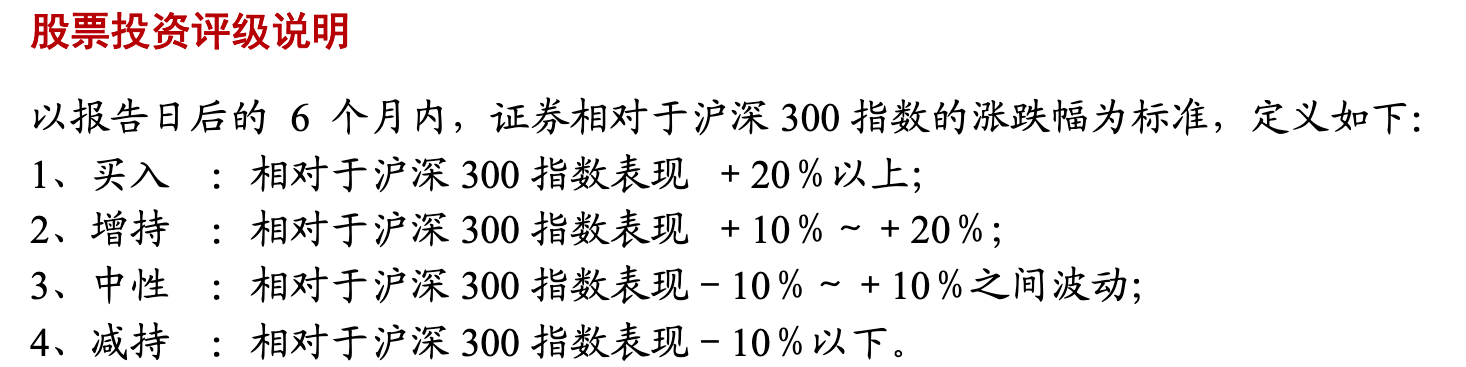 股票投资评级说明
以报告日后的 6 个月内，证券相对于沪深 300 指数的涨跌幅为标准，定义如下：
1、买入 ：相对于沪深 300 指数表现 +20%以上；
2、增持 ：相对于沪深 300 指数表现 +10%～+20%；
3、中性 ：相对于沪深 300 指数表现－10%～+10%之间波动；
4、减持 ：相对于沪深 300 指数表现－10%以下。